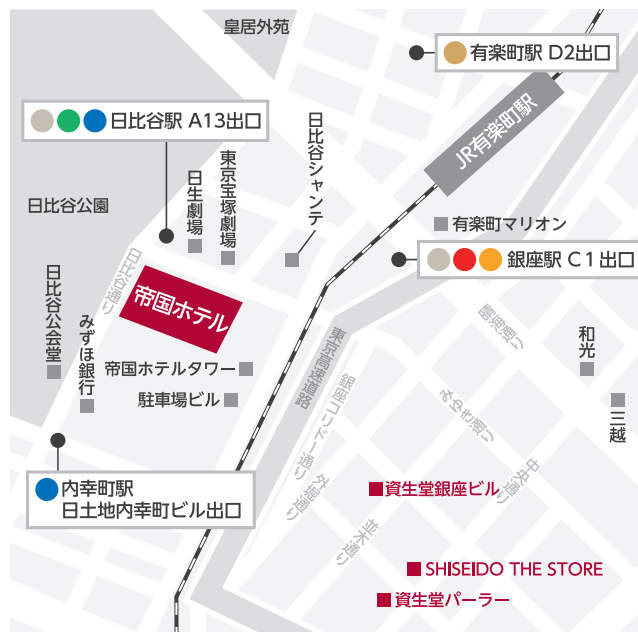 皇居外苑
有楽町駅 D2出口
日比谷駅 A13出口
JR有楽町駅
日比谷シャンテ
東京宝塚劇場
日生劇場
日比谷公園
有楽町マリオン
銀座駅 C1出口
日比谷通り
帝国ホテル
日比谷公会堂
みずほ銀行
晴海通り
和光
東京高速道路
帝国ホテルタワー
駐車場ビル
三越
銀座コリドー通り
みゆき通り
外堀通り
中央通り
内幸町駅
日土地内幸町ビル出口
資生堂銀座ビル
並木通り
SHISEIDO THE STORE
資生堂パーラー